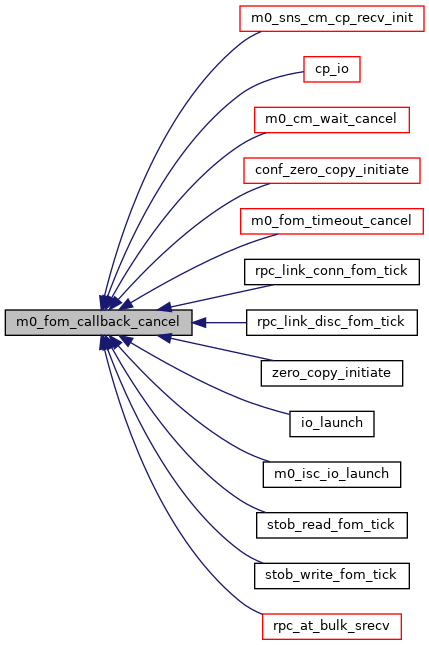 m0_sns_cm_cp_recv_init
cp_io
m0_cm_wait_cancel
conf_zero_copy_initiate
m0_fom_timeout_cancel
rpc_link_conn_fom_tick
m0_fom_callback_cancel
rpc_link_disc_fom_tick
zero_copy_initiate
io_launch
m0_isc_io_launch
stob_read_fom_tick
stob_write_fom_tick
rpc_at_bulk_srecv